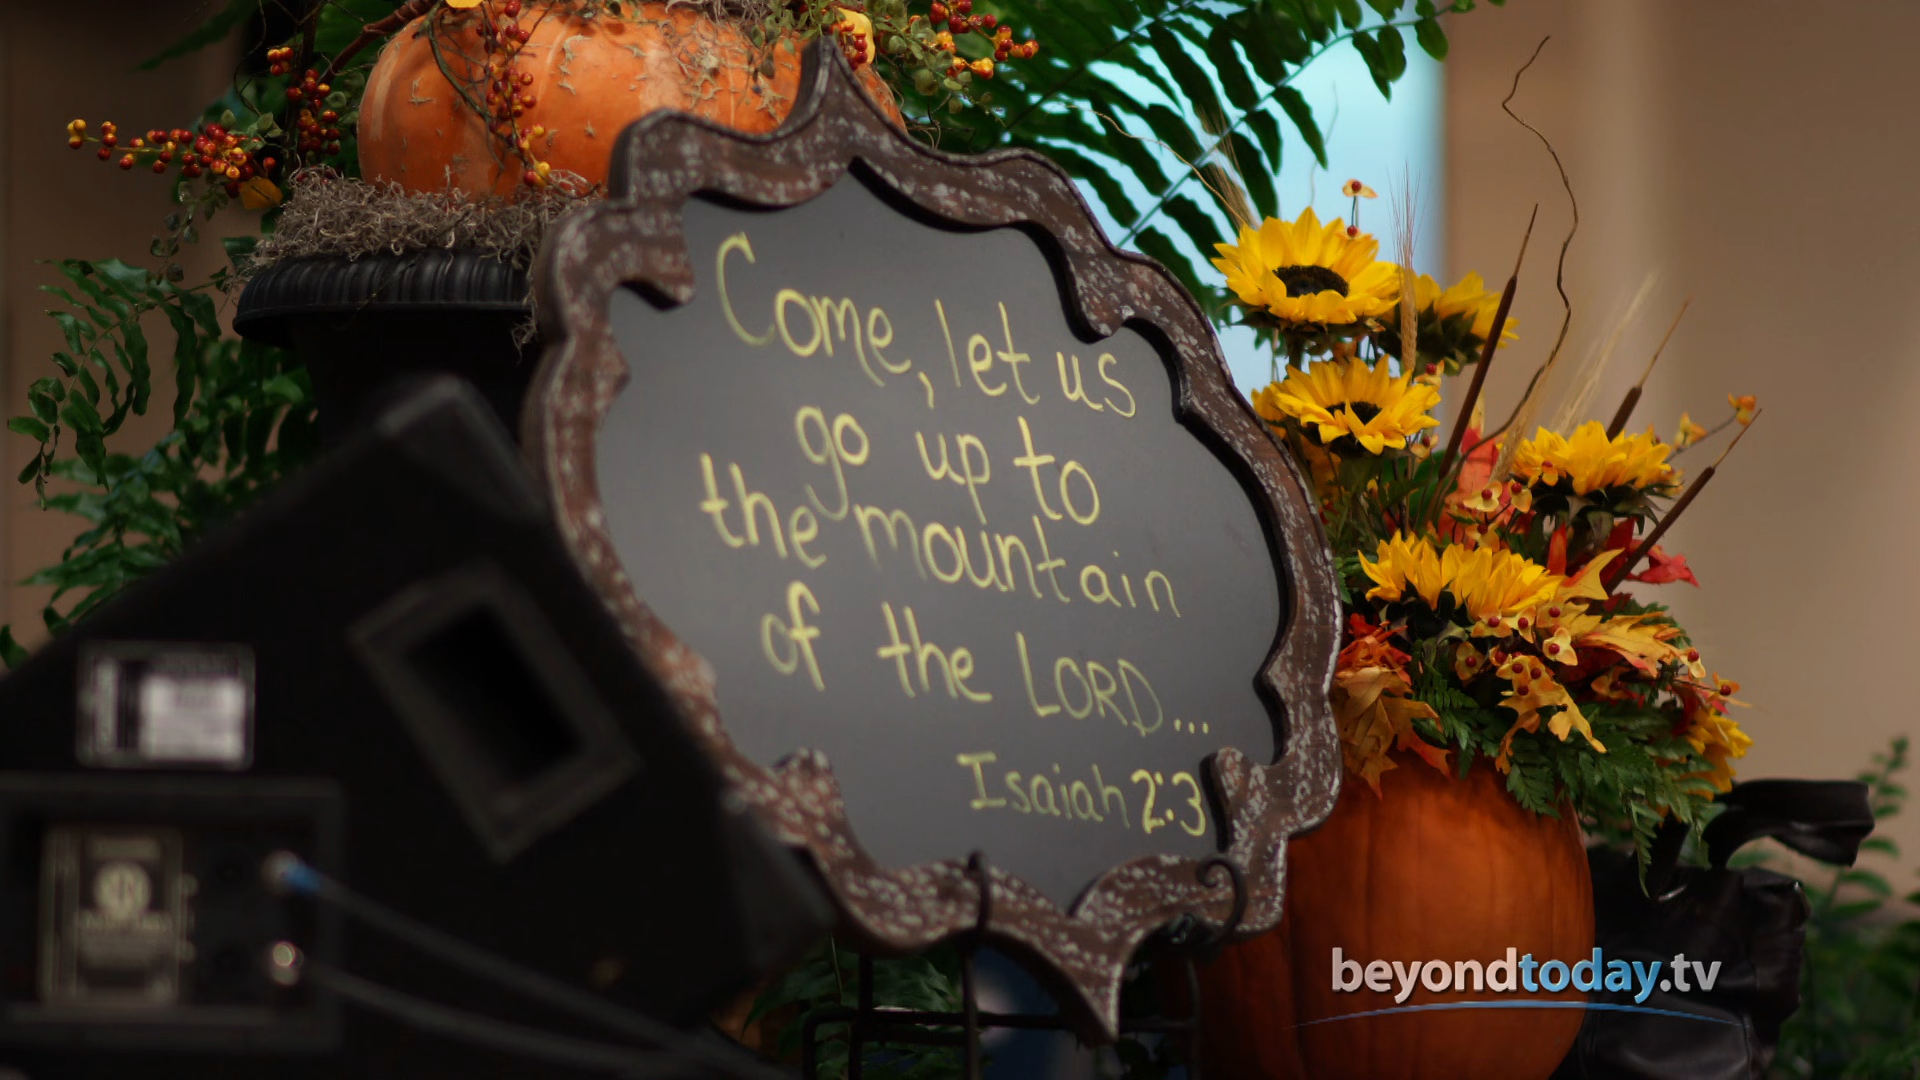 Come, let us
go up to
the mountain
of the LORD...
Isaiah 2:3
beyondtoday.tv